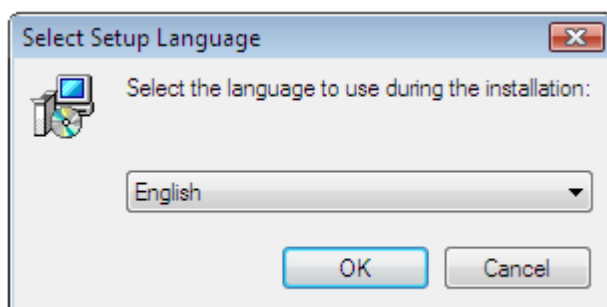 Select Setup Language
Select the language to use during the installation:
English
OK
Cancel